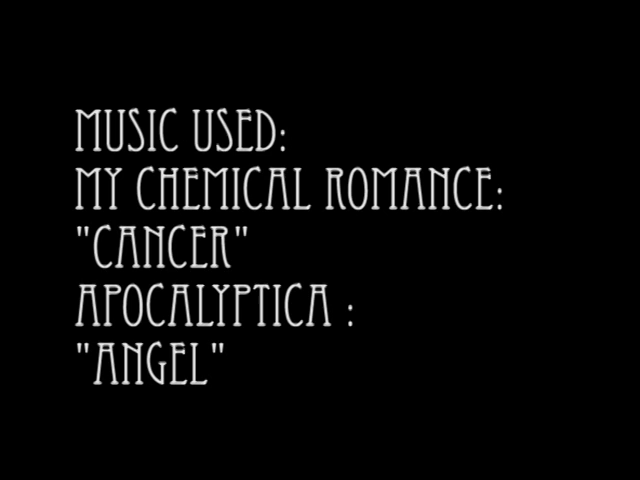 MUSIC USED:
MY CHEMICAL ROMANCE:
"CANCER"
APOCALYPTICA :
"ANGEL"